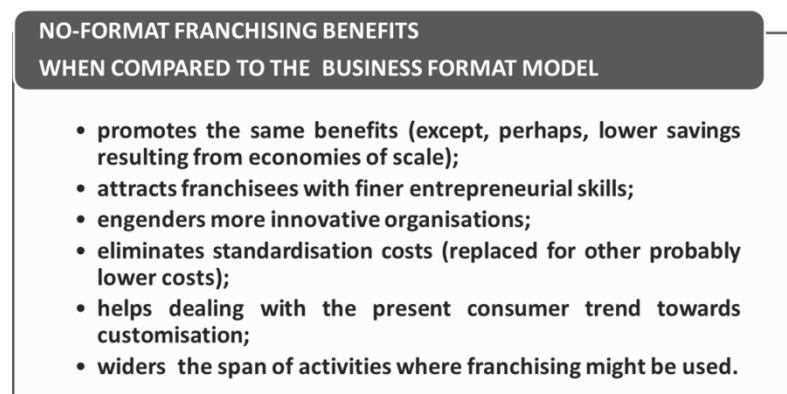 NO-FORMAT FRANCHISING BENEFITS
WHEN COMPARED TO THE BUSINESS FORMAT MODEL
• promotes the same benefits (except, perhaps, lower savings
resulting from economies of scale);
• attracts franchisees with finer entrepreneurial skills;
• engenders more innovative organisations;
• eliminates standardisation costs (replaced for other probably
lower costs);
• helps dealing with the present consumer trend towards
customisation;
• widers the span of activities where franchising might be used.